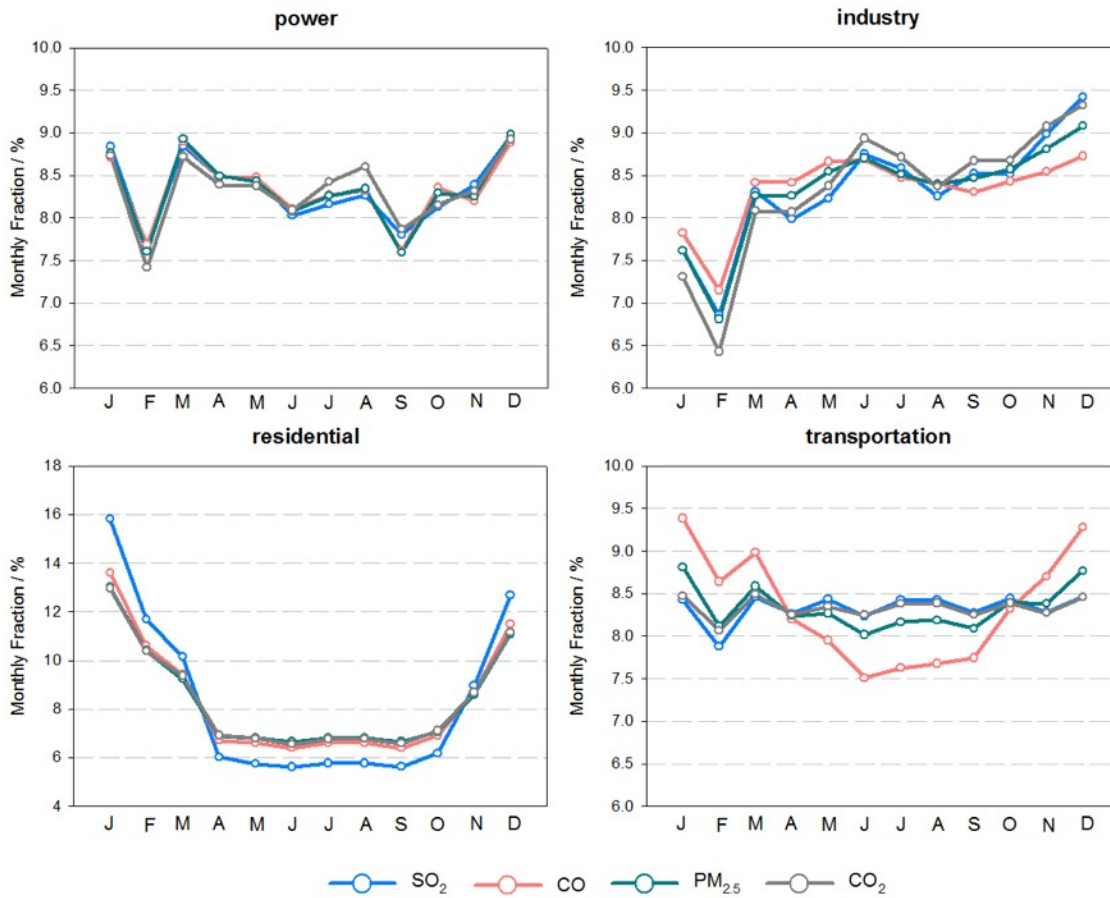 power
Monthly Fraction / %
10.0
9.5
9.0
8.5
8.0
7.5
7.0
6.5
6.0
J F M A M J J A S O N D
industry
Monthly Fraction / %
10.0
9.5
9.0
8.5
8.0
7.5
7.0
6.5
6.0
J F M A M J J A S O N D
residential
Monthly Fraction / %
18
16
14
12
10
8
6
4
J F M A M J J A S O N D
transportation
Monthly Fraction / %
10.0
9.5
9.0
8.5
8.0
7.5
7.0
6.5
6.0
J F M A M J J A S O N D
SO2 CO PM2.5 CO2